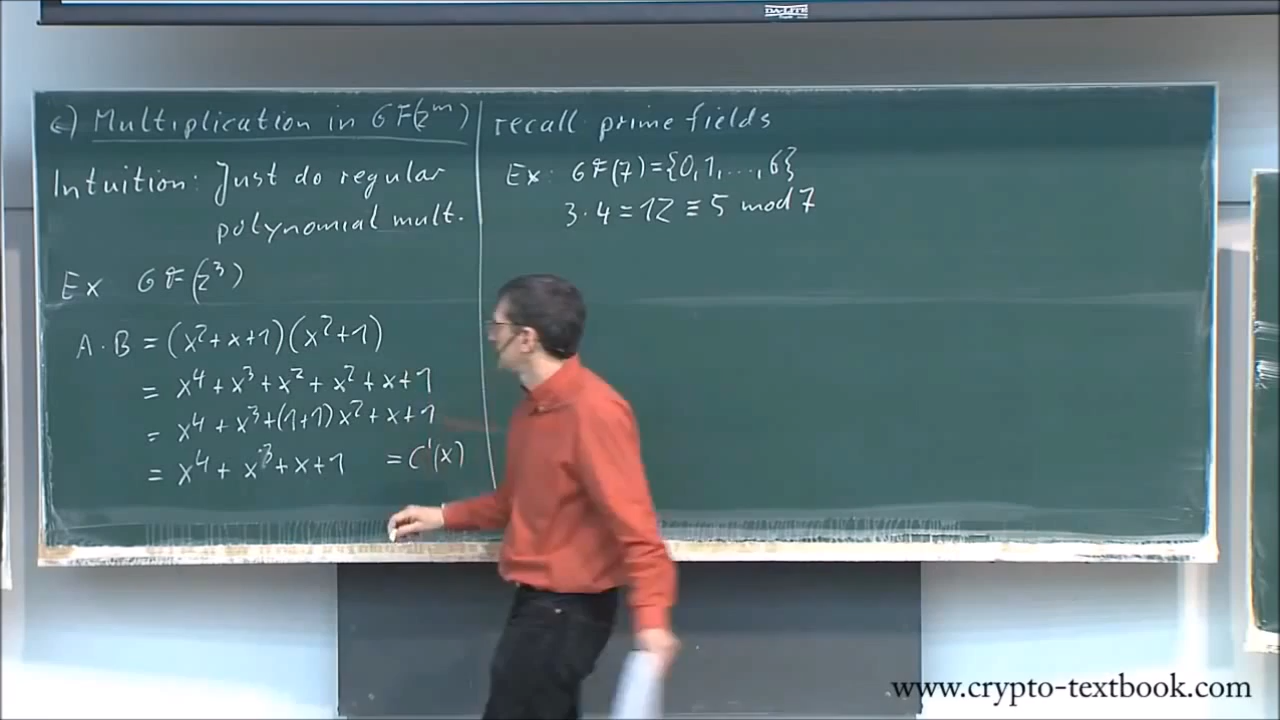 DA-LITE
c) Multiplication in GF(2^m)
Intuition: Just do regular
polynomial mult.
Ex GF(2^3)
A · B = (x^2+x+1)(x^2+1)
= x^4 + x^3 + x^2 + x^2 + x + 1
= x^4 + x^3 + (1+1)x^2 + x + 1
= x^4 + x^3 + x + 1 = C'(x)
recall prime fields
Ex: GF(7) = {0,1,...,6}
3 · 4 = 12 ≡ 5 mod 7
www.crypto-textbook.com